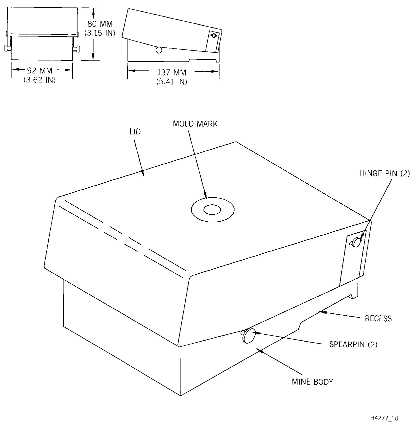 80 MM
(3.15 IN)
92 MM
(3.62 IN)
137 MM
(5.41 IN)
LID
MOLD MARK
HINGE PIN (2)
RECESS
SPEARPIN (2)
MINE BODY